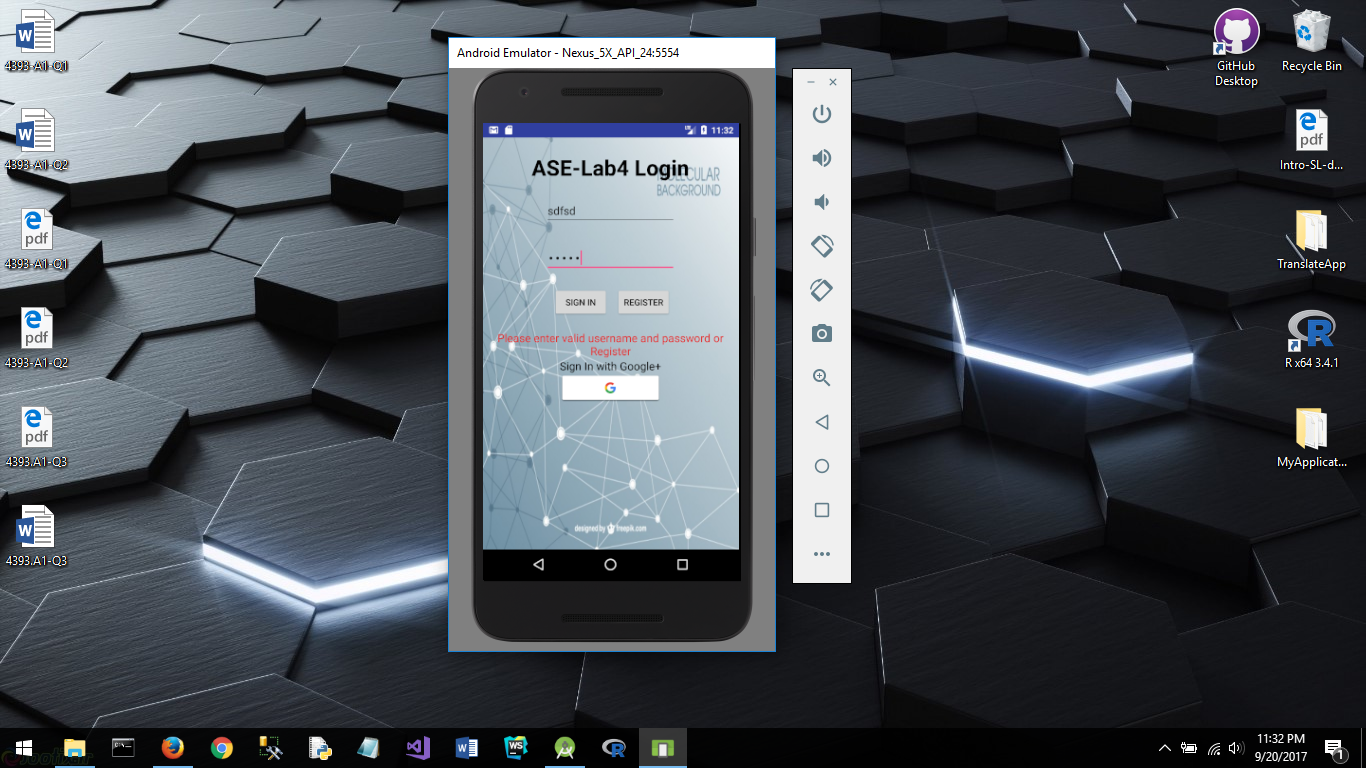 4393-A1-Q1
4393-A1-Q2
pdf
4393-A1-Q1
pdf
4393-A1-Q2
pdf
4393.A1-Q3
4393.A1-Q3
Android Emulator - Nexus_5X_API_24:5554
11:32
ASE-Lab4 Login
BACKGROUND
sdfsd
SIGN IN
REGISTER
Please enter valid username and password or
Register
Sign In with Google+
G
designed by freepik.com
GitHub
Desktop
Recycle Bin
pdf
Intro-SL-d...
TranslateApp
R x64 3.4.1
MyApplicat...
11:32 PM
9/20/2017
1